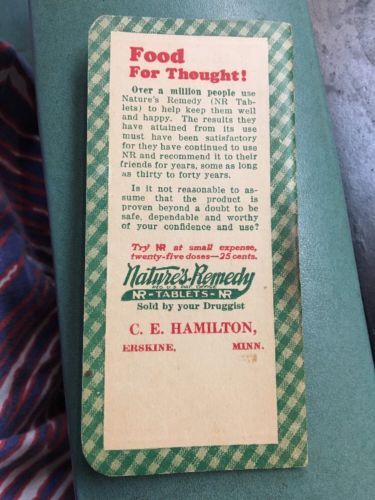 Food
For Thought!
Over a million people use
Nature's Remedy (NR Tab-
lets) to help keep them well
and happy. The results they
have attained from its use
must have been satisfactory
for they have continued to use
NR and recommend it to their
friends for years, some as long
as thirty to forty years.
Is it not reasonable to as-
sume that the product is
proven beyond a doubt to be
safe, dependable and worthy
of your confidence and use?
Try NR at small expense,
twenty-five doses—25 cents.
Nature's Remedy
REG. U.S. PAT. OFFICE
NR-TABLETS-NR
Sold by your Druggist
C. E. HAMILTON,
ERSKINE, MINN.